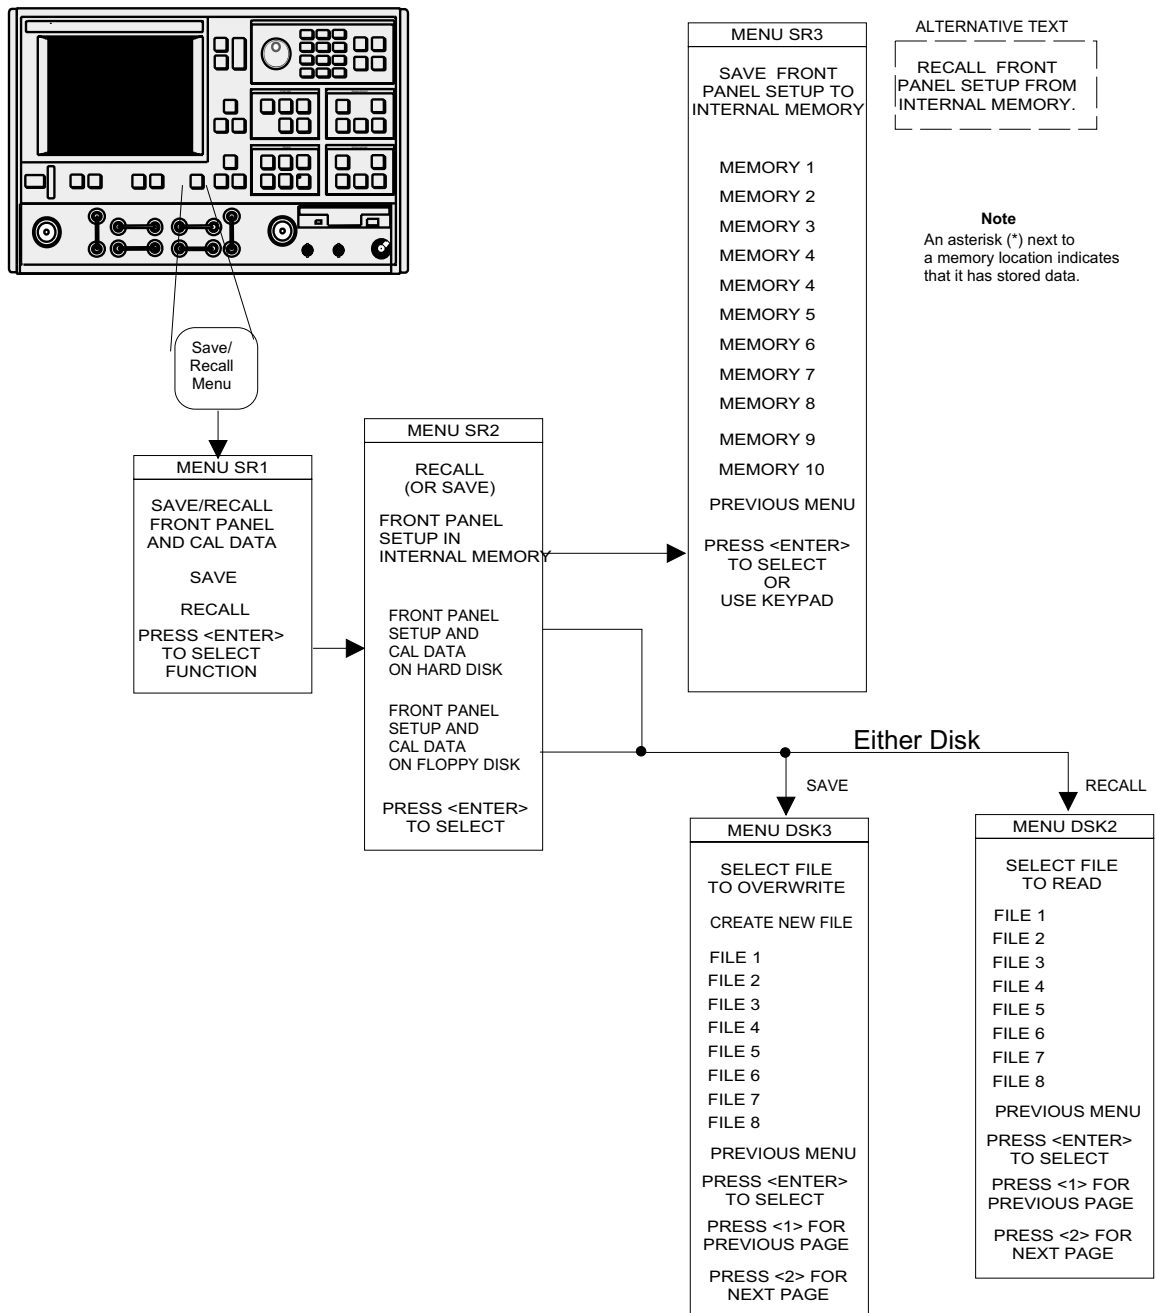 Save/
Recall
Menu
MENU SR1
SAVE/RECALL
FRONT PANEL
AND CAL DATA
SAVE
RECALL
PRESS <ENTER>
TO SELECT
FUNCTION
MENU SR2
RECALL
(OR SAVE)
FRONT PANEL
SETUP IN
INTERNAL MEMORY
FRONT PANEL
SETUP AND
CAL DATA
ON HARD DISK
FRONT PANEL
SETUP AND
CAL DATA
ON FLOPPY DISK
PRESS <ENTER>
TO SELECT
MENU SR3
SAVE FRONT
PANEL SETUP TO
INTERNAL MEMORY
MEMORY 1
MEMORY 2
MEMORY 3
MEMORY 4
MEMORY 4
MEMORY 5
MEMORY 6
MEMORY 7
MEMORY 8
MEMORY 9
MEMORY 10
PREVIOUS MENU
PRESS <ENTER>
TO SELECT
OR
USE KEYPAD
ALTERNATIVE TEXT
RECALL FRONT
PANEL SETUP FROM
INTERNAL MEMORY.
Note
An asterisk (*) next to
a memory location indicates
that it has stored data.
Either Disk
SAVE
RECALL
MENU DSK3
SELECT FILE
TO OVERWRITE
CREATE NEW FILE
FILE 1
FILE 2
FILE 3
FILE 4
FILE 5
FILE 6
FILE 7
FILE 8
PREVIOUS MENU
PRESS <ENTER>
TO SELECT
PRESS <1> FOR
PREVIOUS PAGE
PRESS <2> FOR
NEXT PAGE
MENU DSK2
SELECT FILE
TO READ
FILE 1
FILE 2
FILE 3
FILE 4
FILE 5
FILE 6
FILE 7
FILE 8
PREVIOUS MENU
PRESS <ENTER>
TO SELECT
PRESS <1> FOR
PREVIOUS PAGE
PRESS <2> FOR
NEXT PAGE